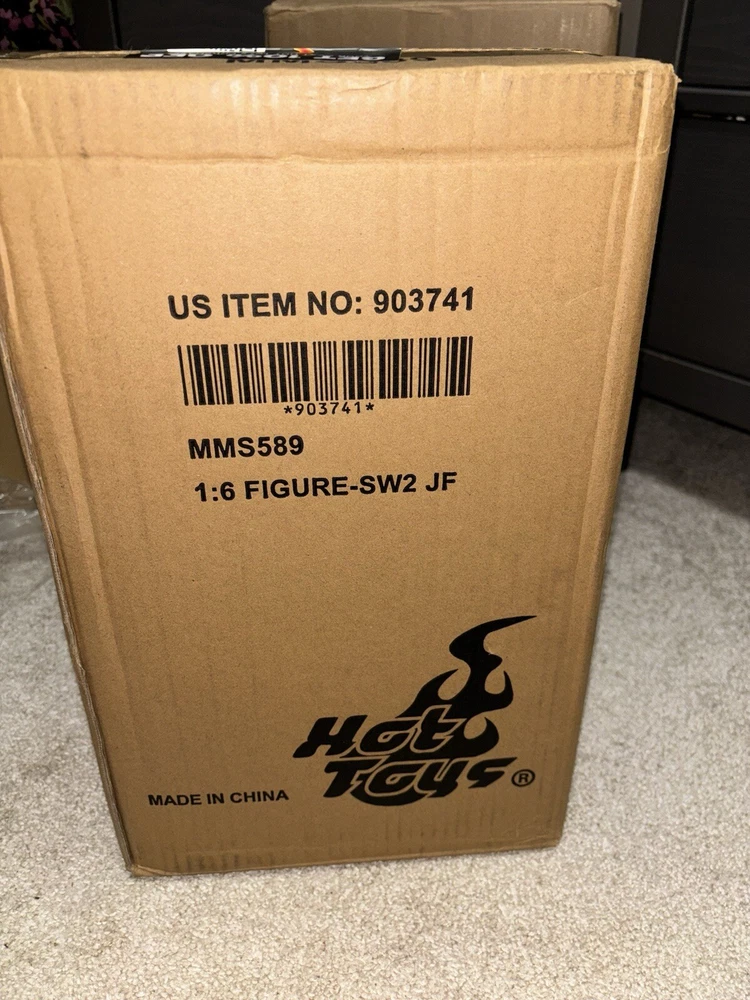 US ITEM NO: 903741
*903741*
MMS589
1:6 FIGURE-SW2 JF
Hot
Toys®
MADE IN CHINA